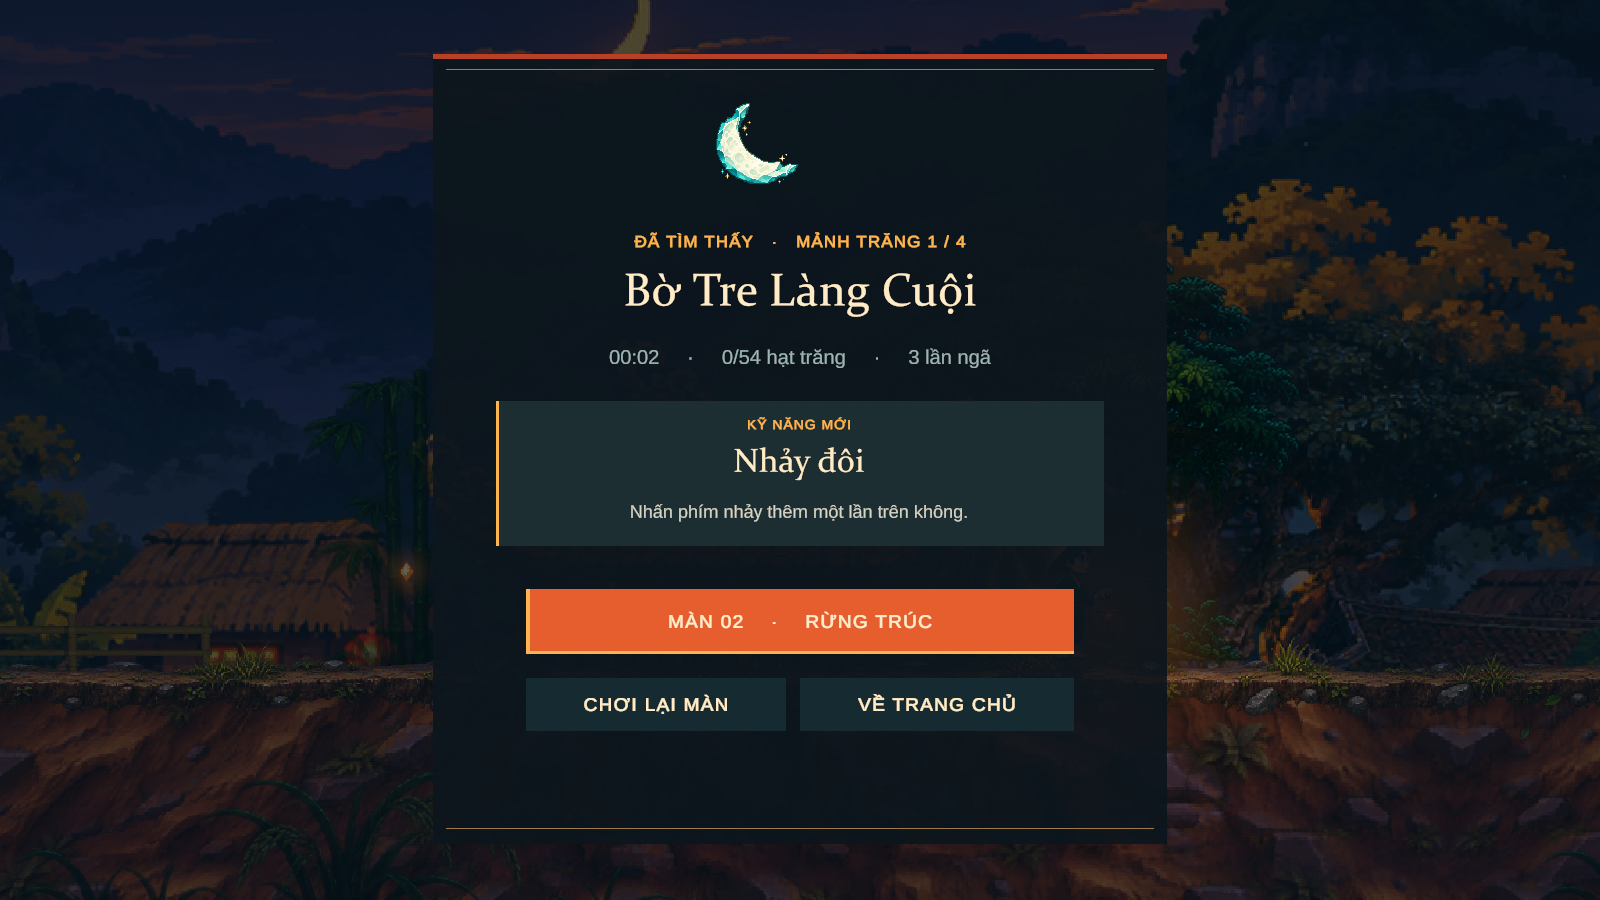 ĐÃ TÌM THẤY · MẢNH TRĂNG 1 / 4
Bờ Tre Làng Cuội
00:02 · 0/54 hạt trăng · 3 lần ngã
KỸ NĂNG MỚI
Nhảy đôi
Nhấn phím nhảy thêm một lần trên không.
MÀN 02 · RỪNG TRÚC
CHƠI LẠI MÀN
VỀ TRANG CHỦ